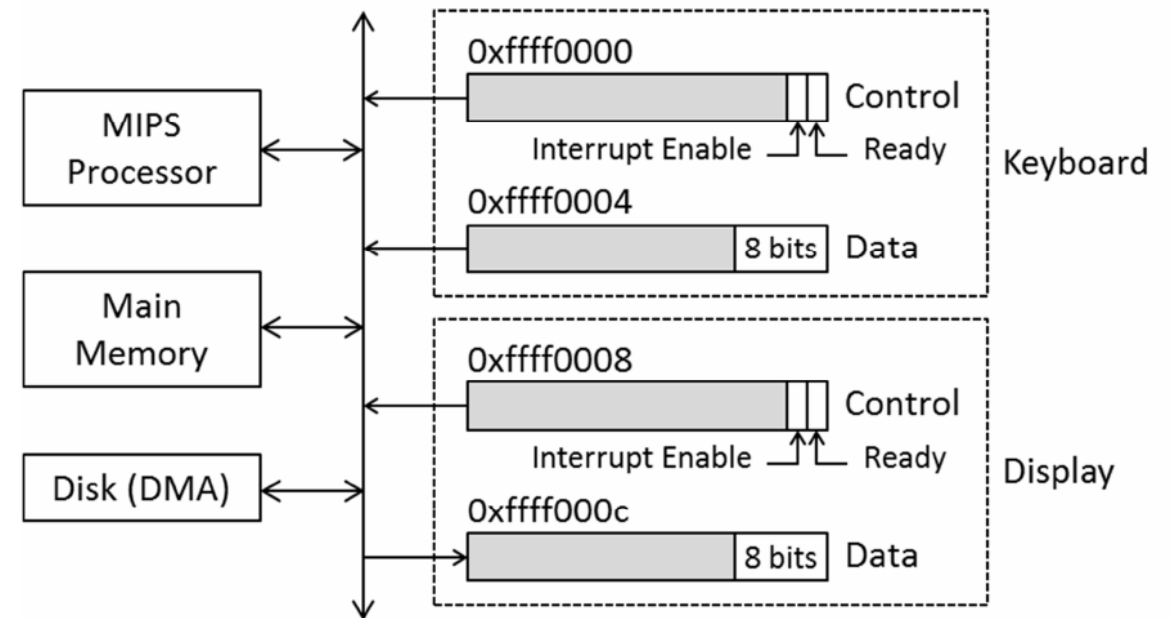 MIPS
Processor
Main
Memory
Disk (DMA)
0xffff0000
Control
Interrupt Enable
Ready
0xffff0004
8 bits
Data
Keyboard
0xffff0008
Control
Interrupt Enable
Ready
0xffff000c
8 bits
Data
Display